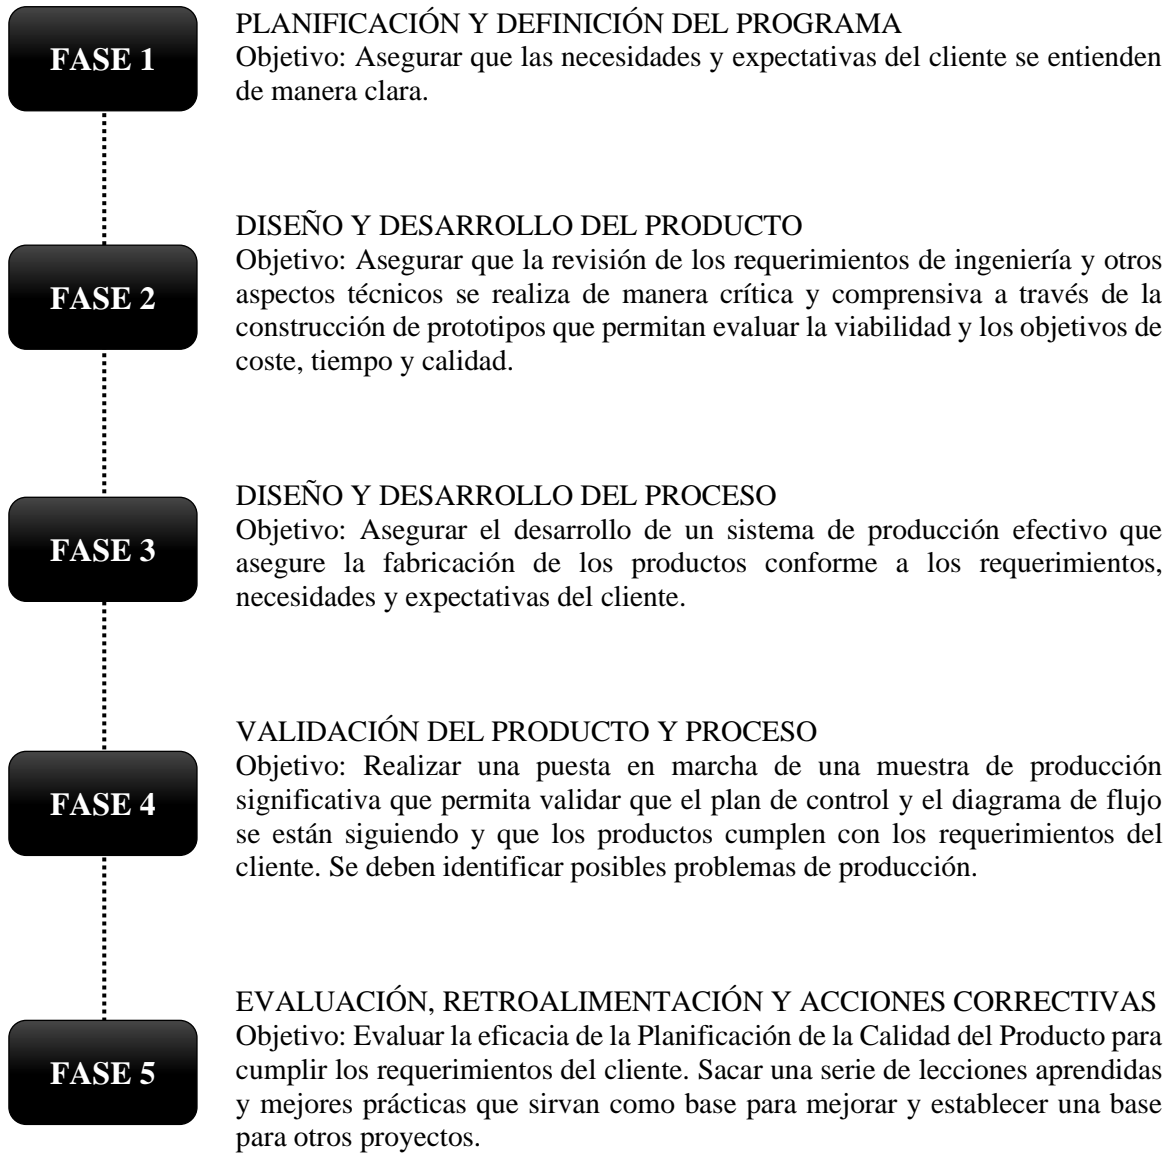 FASE 1
PLANIFICACIÓN Y DEFINICIÓN DEL PROGRAMA
Objetivo: Asegurar que las necesidades y expectativas del cliente se entienden
de manera clara.
FASE 2
DISEÑO Y DESARROLLO DEL PRODUCTO
Objetivo: Asegurar que la revisión de los requerimientos de ingeniería y otros
aspectos técnicos se realiza de manera crítica y comprensiva a través de la
construcción de prototipos que permitan evaluar la viabilidad y los objetivos de
coste, tiempo y calidad.
FASE 3
DISEÑO Y DESARROLLO DEL PROCESO
Objetivo: Asegurar el desarrollo de un sistema de producción efectivo que
asegure la fabricación de los productos conforme a los requerimientos,
necesidades y expectativas del cliente.
FASE 4
VALIDACIÓN DEL PRODUCTO Y PROCESO
Objetivo: Realizar una puesta en marcha de una muestra de producción
significativa que permita validar que el plan de control y el diagrama de flujo
se están siguiendo y que los productos cumplen con los requerimientos del
cliente. Se deben identificar posibles problemas de producción.
FASE 5
EVALUACIÓN, RETROALIMENTACIÓN Y ACCIONES CORRECTIVAS
Objetivo: Evaluar la eficacia de la Planificación de la Calidad del Producto para
cumplir los requerimientos del cliente. Sacar una serie de lecciones aprendidas
y mejores prácticas que sirvan como base para mejorar y establecer una base
para otros proyectos.